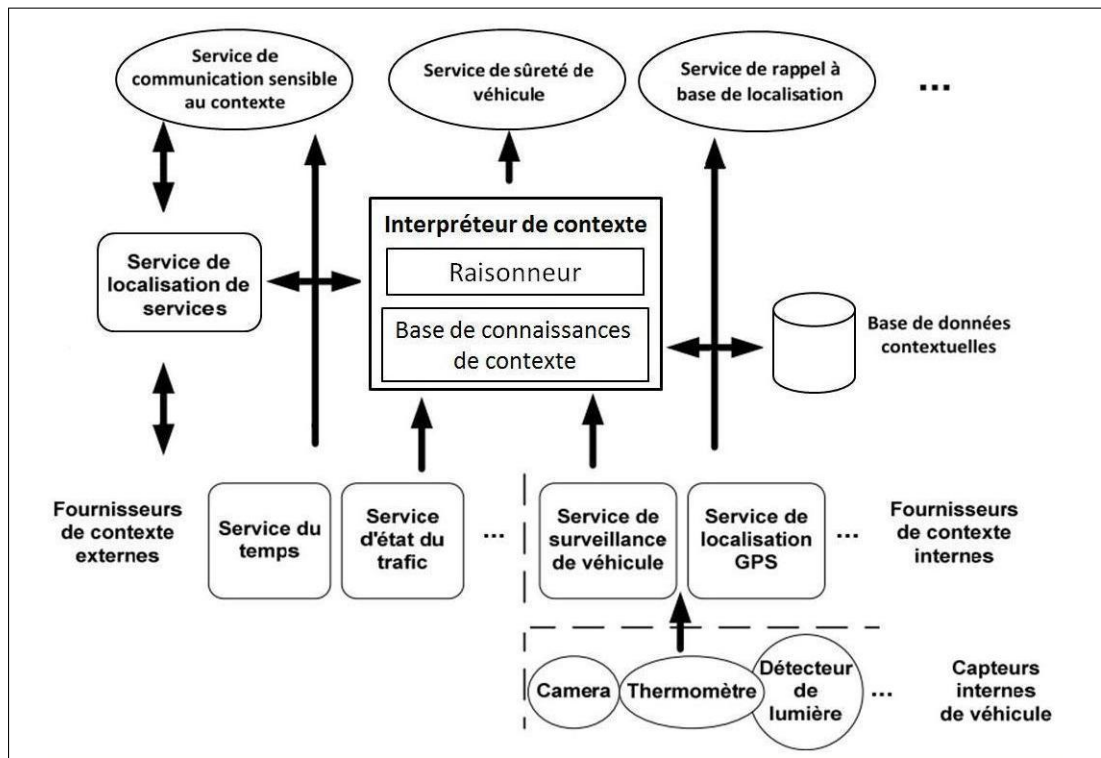 Service de
communication sensible
au contexte
Service de sûreté de
véhicule
Service de rappel à
base de localisation
...
Interpréteur de contexte
Raisonneur
Base de connaissances
de contexte
Service de
localisation de
services
Base de données
contextuelles
Fournisseurs
de contexte
externes
Service du
temps
Service
d'état du
trafic
...
Service de
surveillance
de véhicule
Service de
localisation
GPS
...
Fournisseurs
de contexte
internes
Camera
Thermomètre
Détecteur
de
lumière
...
Capteurs
internes
de véhicule